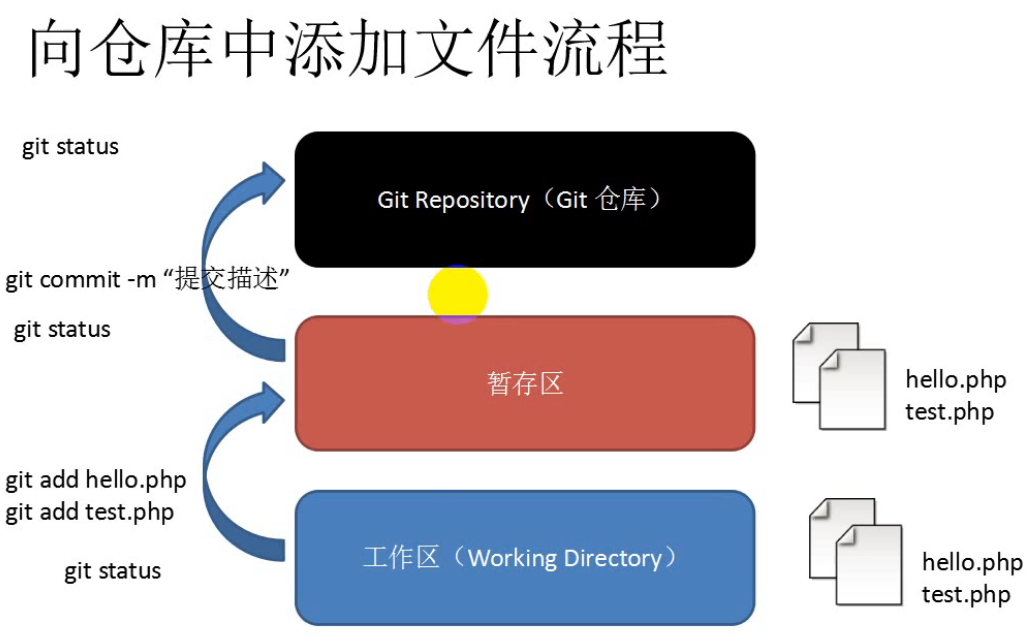 向仓库中添加文件流程
git status
Git Repository（Git 仓库）
git commit -m “提交描述”
git status
暂存区
hello.php
test.php
git add hello.php
git add test.php
git status
工作区（Working Directory）
hello.php
test.php